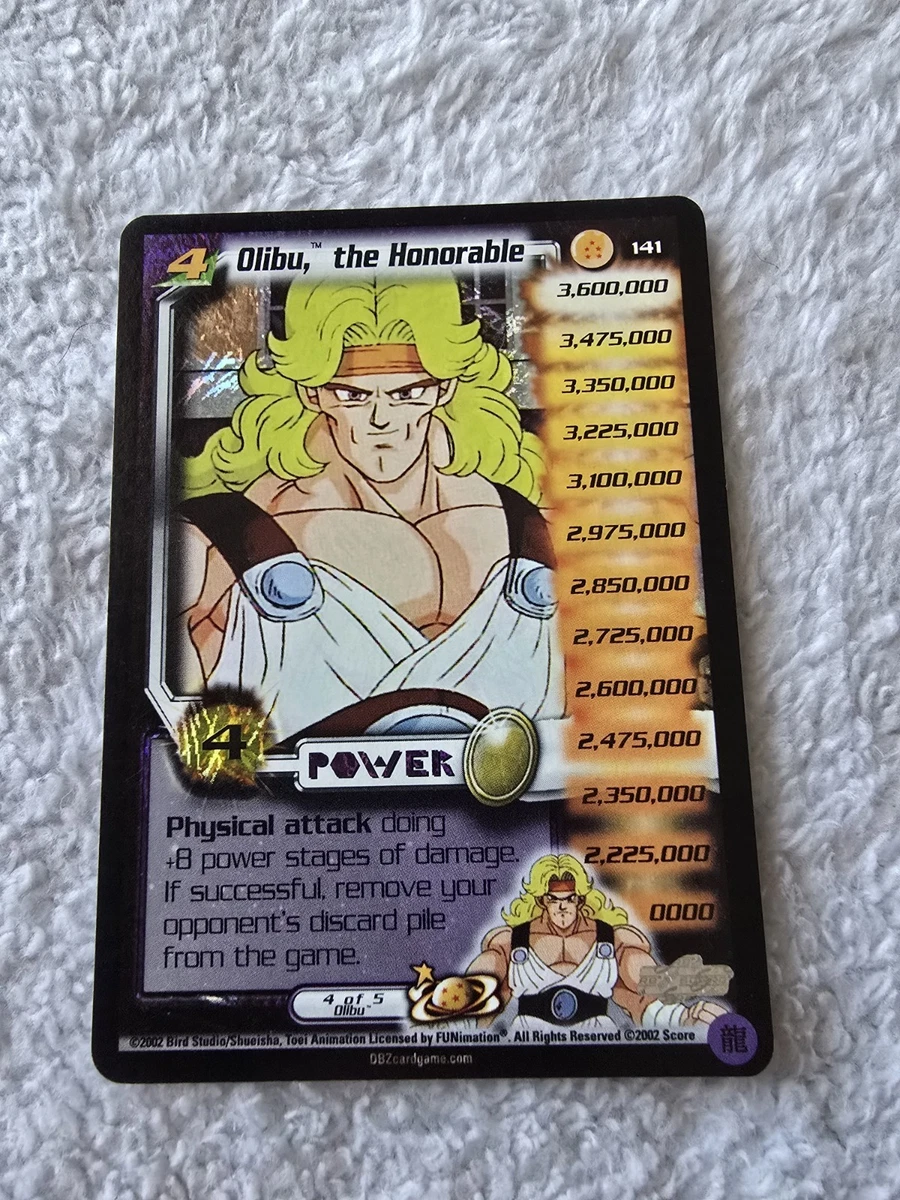 4 Olibu,™ the Honorable 141
3,600,000
3,475,000
3,350,000
3,225,000
3,100,000
2,975,000
2,850,000
2,725,000
2,600,000
2,475,000
2,350,000
2,225,000
0000
4
POWER
Physical attack doing
+8 power stages of damage.
If successful, remove your
opponent's discard pile
from the game.
4 of 5
Olibu™
©2002 Bird Studio/Shueisha, Toei Animation Licensed by FUNimation®. All Rights Reserved ©2002 Score
龍
DBZcardgame.com